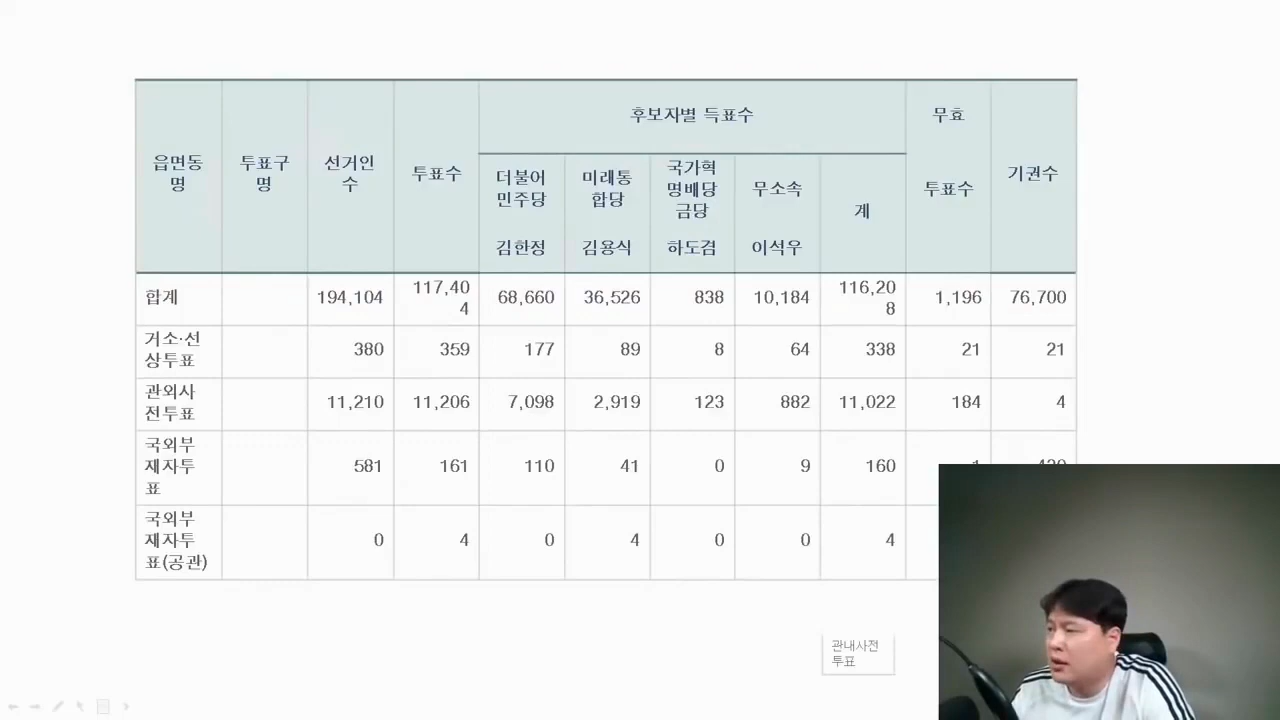 읍면동
명
투표구
명
선거인
수
투표수
후보자별 득표수
무효
투표수
기권수
더불어
민주당
김한정
미래통
합당
김용식
국가혁
명배당
금당
하도겸
무소속
이석우
계
합계
194,104
117,40
4
68,660
36,526
838
10,184
116,20
8
1,196
76,700
거소·선
상투표
380
359
177
89
8
64
338
21
21
관외사
전투표
11,210
11,206
7,098
2,919
123
882
11,022
184
4
국외부
재자투
표
581
161
110
41
0
9
160
국외부
재자투
표(공관)
0
4
0
4
0
0
4
관내사전
투표